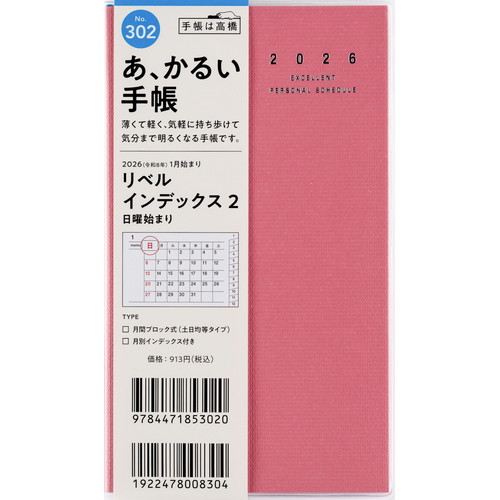 No.
302
手帳は高橋
あ、かるい
手帳
薄くて軽く、気軽に持ち歩けて
気分まで明るくなる手帳です。
2026(令和8年) 1月始まり
リベル
インデックス 2
日曜始まり
TYPE
□ 月間ブロック式(土日均等タイプ)
□ 月別インデックス付き
価格:913円(税込)
9784471853020
1922478008304
2026
EXCELLENT
PERSONAL SCHEDULE